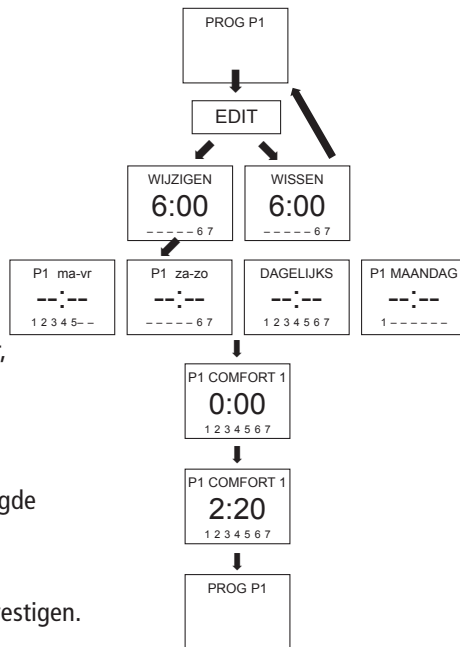 PROG P1
EDIT
WIJZIGEN
6:00
– – – – – 6 7
WISSEN
6:00
– – – – – 6 7
P1 ma-vr
--:--
1 2 3 4 5 – –
P1 za-zo
--:--
– – – – – 6 7
DAGELIJKS
--:--
1 2 3 4 5 6 7
P1 MAANDAG
--:--
1 – – – – – –
P1 COMFORT 1
0:00
1 2 3 4 5 6 7
P1 COMFORT 1
2:20
1 2 3 4 5 6 7
gde
PROG P1
estigen.